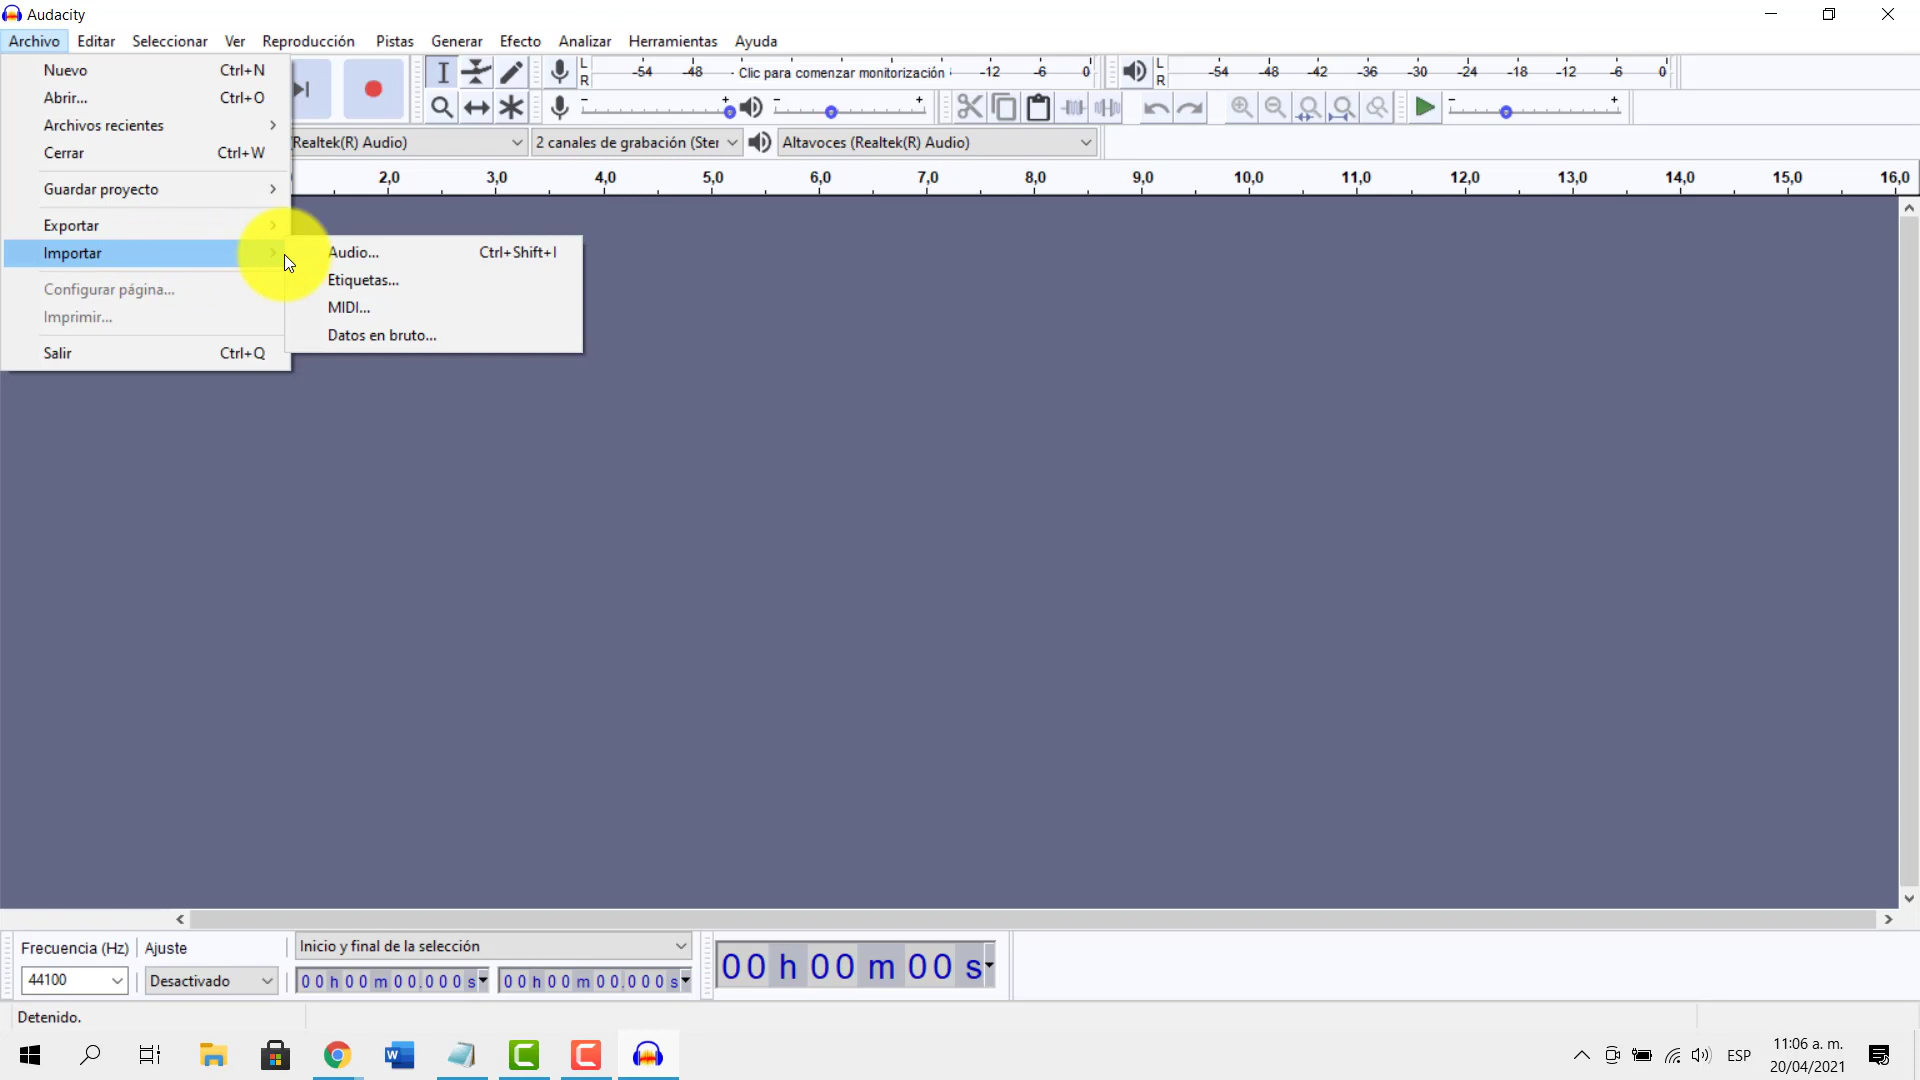 Audacity
Archivo Editar Seleccionar Ver Reproducción Pistas Generar Efecto Analizar Herramientas Ayuda
Nuevo Ctrl+N
Abrir... Ctrl+O
Archivos recientes
Cerrar Ctrl+W
Guardar proyecto
Exportar
Importar
Configurar página...
Imprimir...
Salir Ctrl+Q
Audio... Ctrl+Shift+I
Etiquetas...
MIDI...
Datos en bruto...
L R -54 -48 Clic para comenzar monitorización -12 -6 0
L R -54 -48 -42 -36 -30 -24 -18 -12 -6 0
(Realtek(R) Audio) 2 canales de grabación (Ster Altavoces (Realtek(R) Audio)
2,0 3,0 4,0 5,0 6,0 7,0 8,0 9,0 10,0 11,0 12,0 13,0 14,0 15,0 16,0
Frecuencia (Hz) Ajuste Inicio y final de la selección
44100 Desactivado 00 h 00 m 00.000 s 00 h 00 m 00.000 s
00 h 00 m 00 s
Detenido.
ESP
11:06 a. m.
20/04/2021